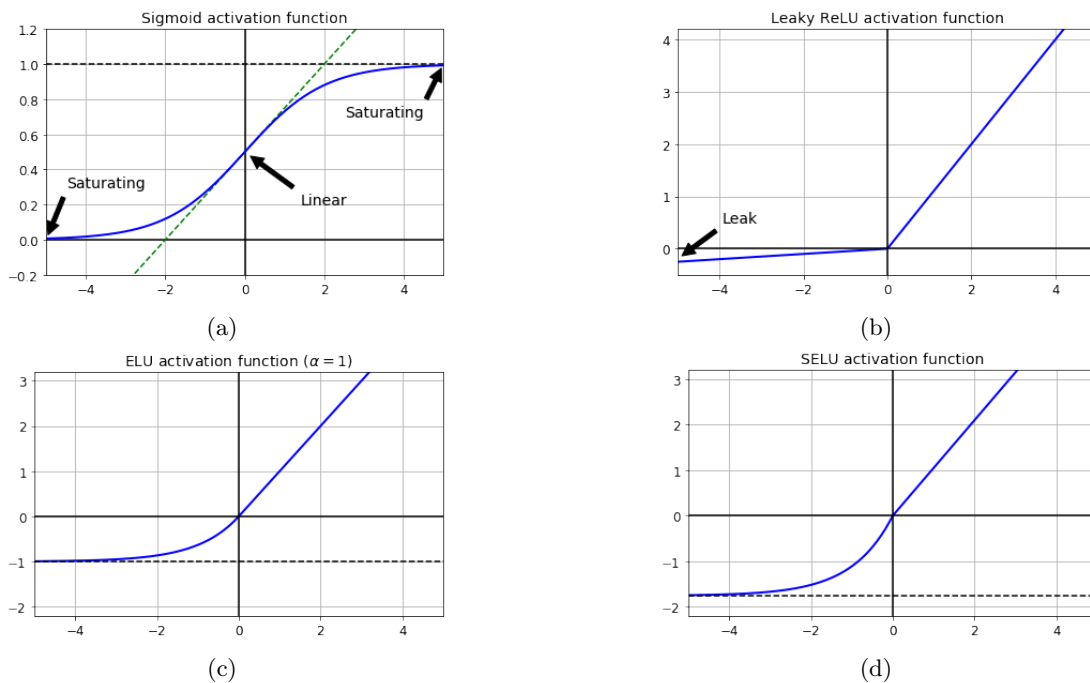 Sigmoid activation function
1.2
1.0
0.8
0.6
0.4
0.2
0.0
−0.2
Saturating
Saturating
Linear
−4 −2 0 2 4
(a)
Leaky ReLU activation function
4
3
2
1
0
Leak
−4 −2 0 2 4
(b)
ELU activation function (α = 1)
3
2
1
0
−1
−2
−4 −2 0 2 4
(c)
SELU activation function
3
2
1
0
−1
−2
−4 −2 0 2 4
(d)